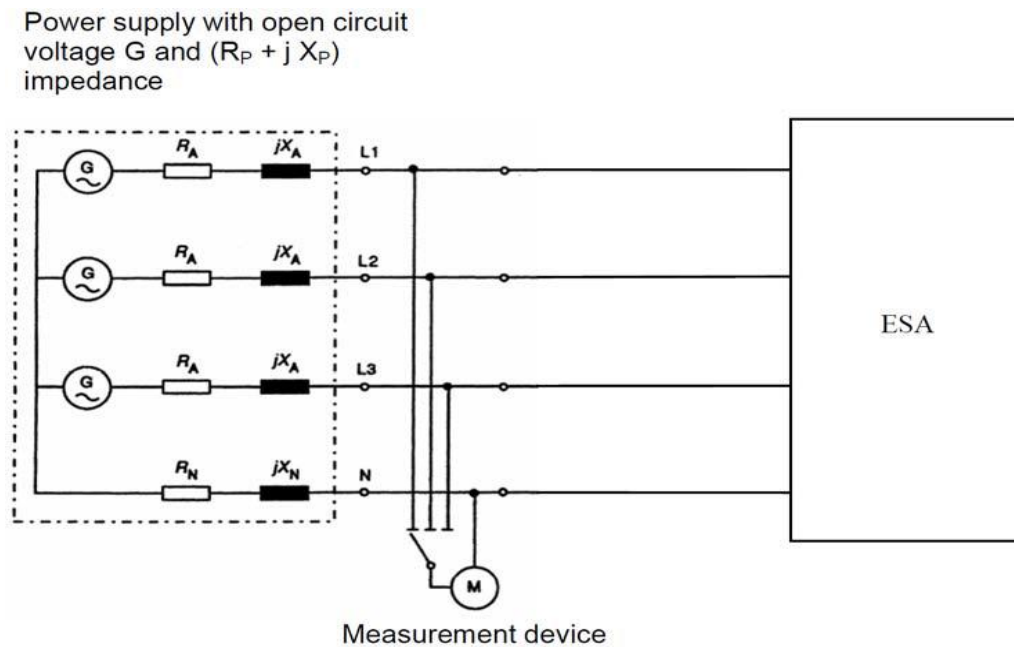 Power supply with open circuit
voltage G and (RP + j XP)
impedance
G RA jXA L1
G RA jXA L2
ESA
G RA jXA L3
RN jXN N
M
Measurement device